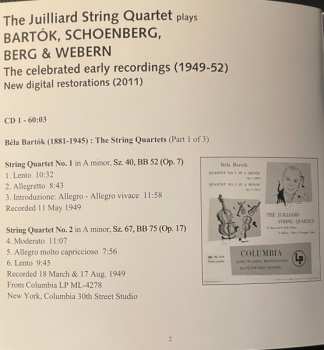 The Juilliard String Quartet plays
BARTÓK, SCHOENBERG,
BERG & WEBERN
The celebrated early recordings (1949-52)
New digital restorations (2011)
CD 1 - 60:03
Béla Bartók (1881-1945) : The String Quartets (Part 1 of 3)
String Quartet No. 1 in A minor, Sz. 40, BB 52 (Op. 7)
1. Lento 10:32
2. Allegretto 8:43
3. Introduzione: Allegro - Allegro vivace 11:58
Recorded 11 May 1949
String Quartet No. 2 in A minor, Sz. 67, BB 75 (Op. 17)
4. Moderato 11:07
5. Allegro molto capriccioso 7:56
6. Lento 9:45
Recorded 18 March & 17 Aug. 1949
From Columbia LP ML-4278
New York, Columbia 30th Street Studio
Béla Bartók
THE JUILLIARD
STRING QUARTET
COLUMBIA
LP
2